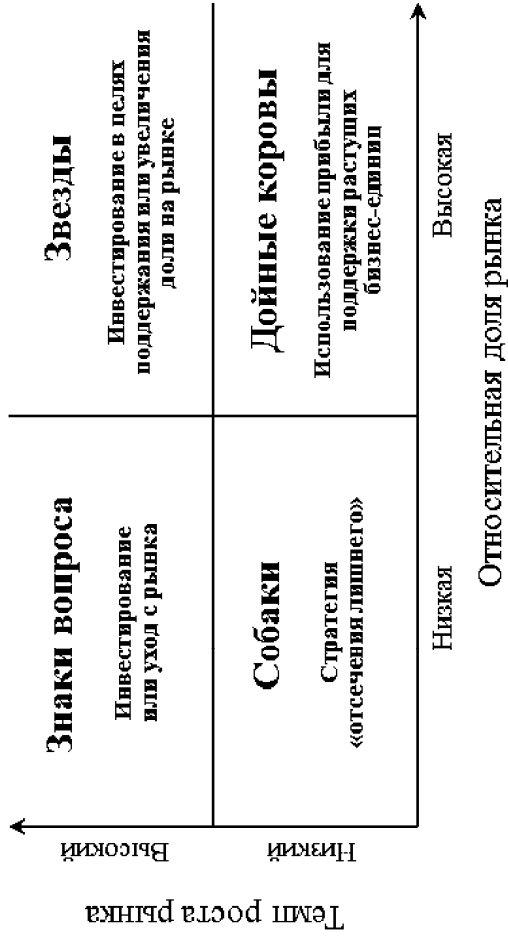 Знаки вопроса
Инвестирование
или уход с рынка
Звезды
Инвестирование в целях
поддержания или увеличения
доли на рынке
Собаки
Стратегия
«отсечения лишнего»
Дойные коровы
Использование прибыли для
поддержки растущих
бизнес-единиц
Темп роста рынка
Высокий
Низкий
Низкая
Высокая
Относительная доля рынка